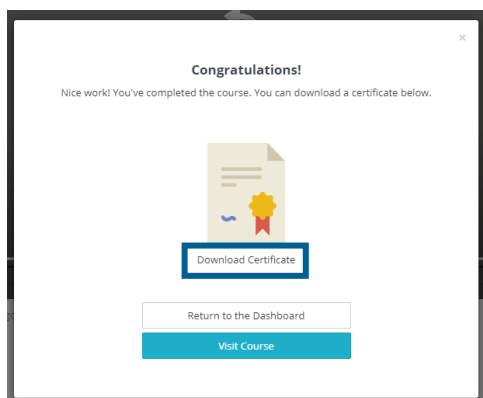 ×
Congratulations!
Nice work! You've completed the course. You can download a certificate below.
Download Certificate
Return to the Dashboard
Visit Course